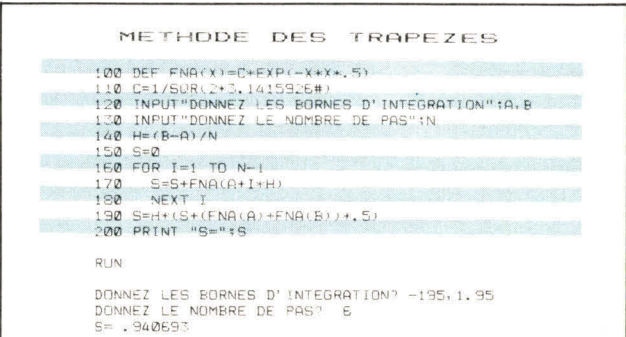 METHODE DES TRAPEZES
100 DEF FNA(X)=C*EXP(-X*X*.5)
110 C=1/SQR(2*3.1415926#)
120 INPUT"DONNEZ LES BORNES D'INTEGRATION";A,B
130 INPUT"DONNEZ LE NOMBRE DE PAS";N
140 H=(B-A)/N
150 S=0
160 FOR I=1 TO N-1
170 S=S+FNA(A+I*H)
180 NEXT I
190 S=H*(S+(FNA(A)+FNA(B))*.5)
200 PRINT "S=";S
RUN
DONNEZ LES BORNES D'INTEGRATION? -195,1.95
DONNEZ LE NOMBRE DE PAS? 6
S= .940693